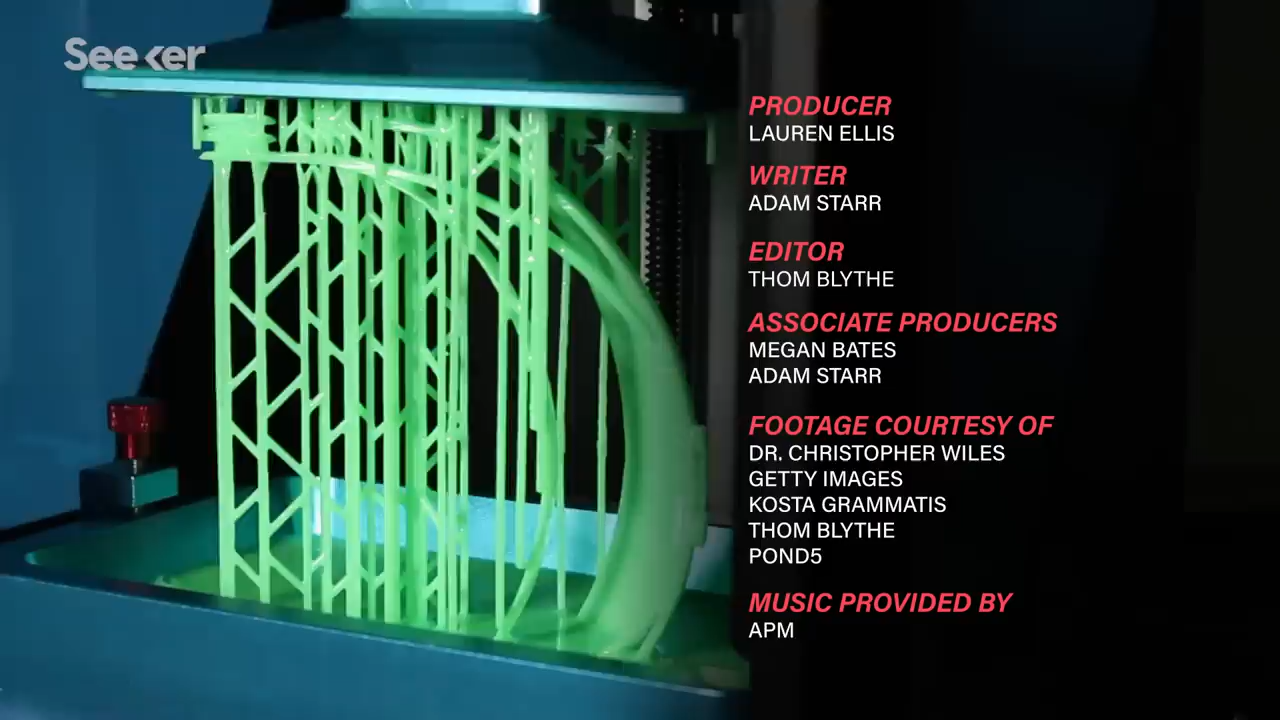 Seeker
PRODUCER
LAUREN ELLIS
WRITER
ADAM STARR
EDITOR
THOM BLYTHE
ASSOCIATE PRODUCERS
MEGAN BATES
ADAM STARR
FOOTAGE COURTESY OF
DR. CHRISTOPHER WILES
GETTY IMAGES
KOSTA GRAMMATIS
THOM BLYTHE
POND5
MUSIC PROVIDED BY
APM